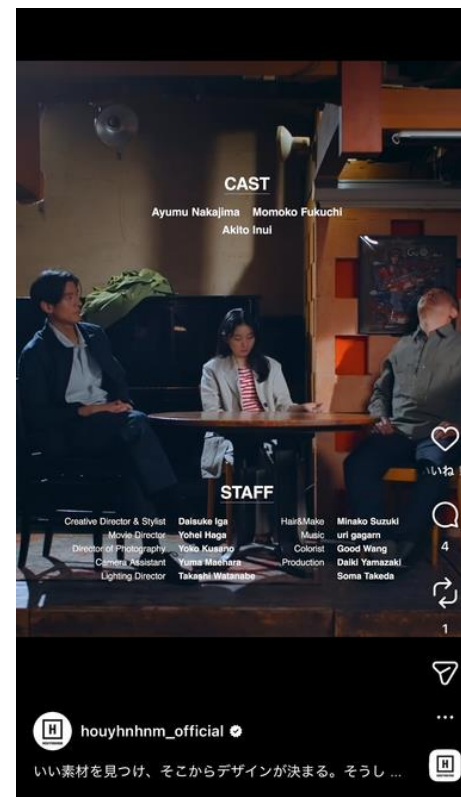 CAST
Ayumu Nakajima Momoko Fukuchi
Akito Inui
STAFF
Creative Director & Stylist Daisuke Iga
Movie Director Yohei Haga
Director of Photography Yoko Kusano
Camera Assistant Yuma Maehara
Lighting Director Takashi Watanabe
Hair&Make Minako Suzuki
Music uri gagarn
Colorist Good Wang
Production Daiki Yamazaki
Soma Takeda
いいね！
4
1
H
houyhnhnm_official
いい素材を見つけ、そこからデザインが決まる。そうし ...
H